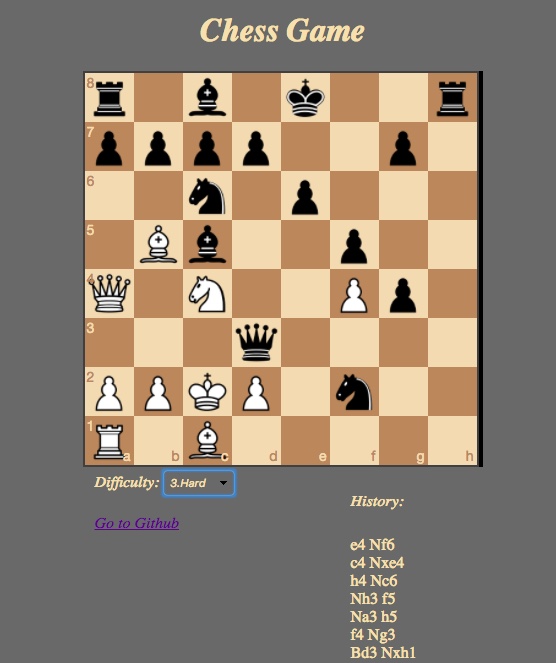 Chess Game
8
7
6
5
4
3
2
1 a b c d e f g h
Difficulty: 3.Hard
History:
Go to Github
e4 Nf6
c4 Nxe4
h4 Nc6
Nh3 f5
Na3 h5
f4 Ng3
Bd3 Nxh1